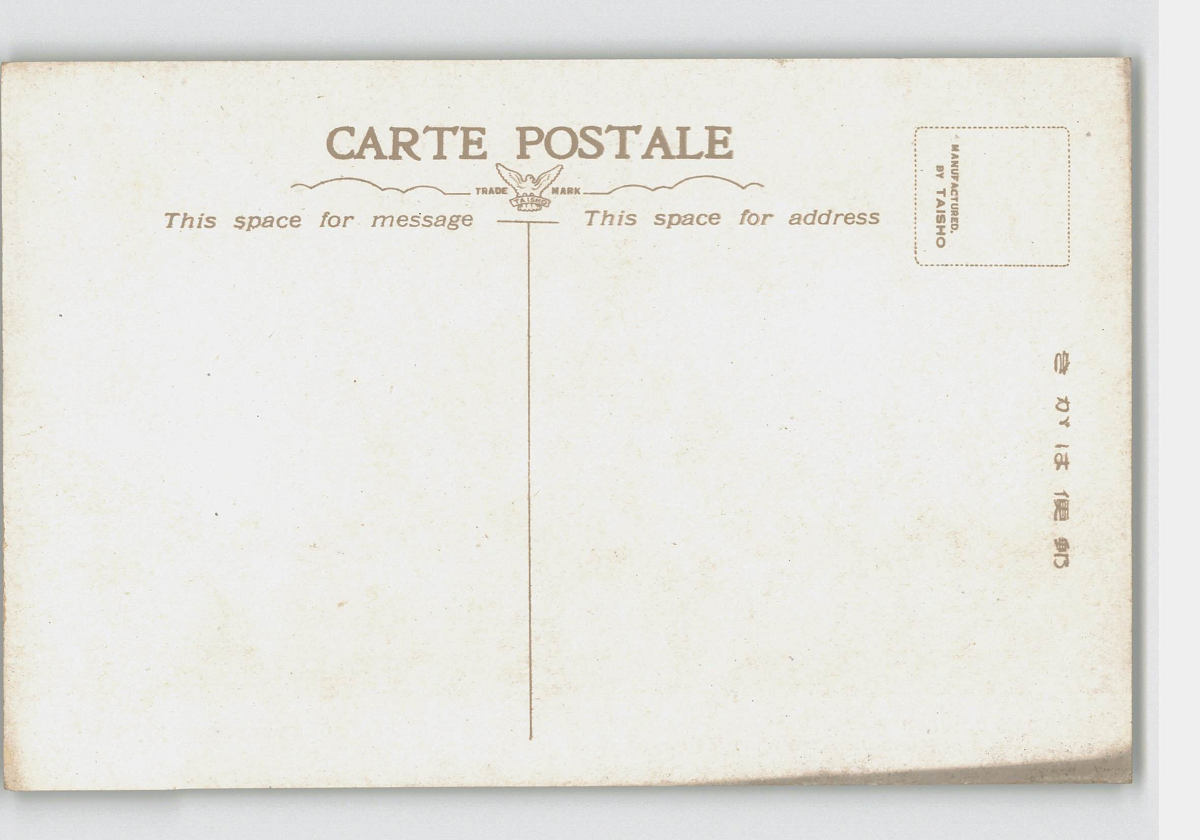 CARTE POSTALE
TRADE MARK
TAISHO
This space for message
This space for address
MANUFACTURED.
BY TAISHO
きかは便郵